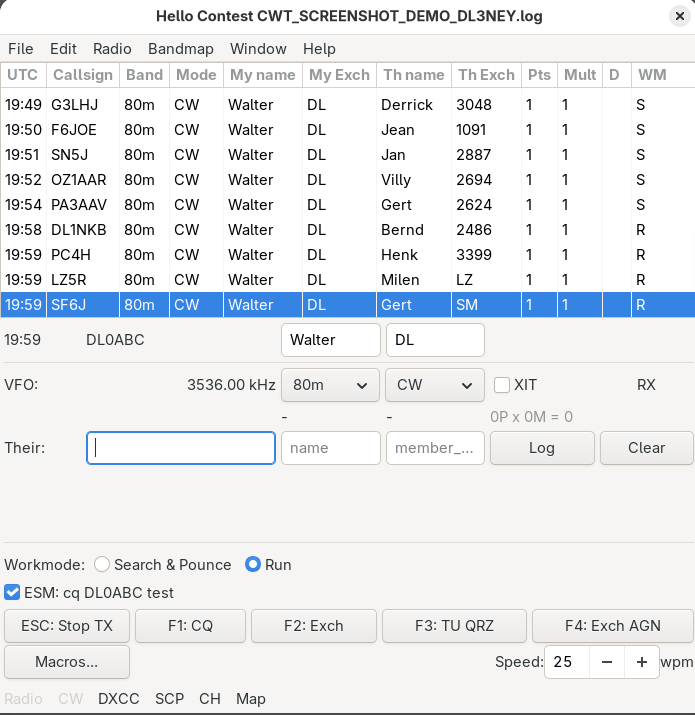 Hello Contest CWT_SCREENSHOT_DEMO_DL3NEY.log
File Edit Radio Bandmap Window Help
UTC Callsign Band Mode My name My Exch Th name Th Exch Pts Mult D WM
19:49 G3LHJ 80m CW Walter DL Derrick 3048 1 1 S
19:50 F6JOE 80m CW Walter DL Jean 1091 1 1 S
19:51 SN5J 80m CW Walter DL Jan 2887 1 1 S
19:52 OZ1AAR 80m CW Walter DL Villy 2694 1 1 S
19:54 PA3AAV 80m CW Walter DL Gert 2624 1 1 S
19:58 DL1NKB 80m CW Walter DL Bernd 2486 1 1 R
19:59 PC4H 80m CW Walter DL Henk 3399 1 1 R
19:59 LZ5R 80m CW Walter DL Milen LZ 1 1 R
19:59 SF6J 80m CW Walter DL Gert SM 1 1 R
19:59 DL0ABC Walter DL
VFO: 3536.00 kHz 80m CW XIT RX
- - 0P x 0M = 0
Their: name member_... Log Clear
Workmode: Search & Pounce Run
ESM: cq DL0ABC test
ESC: Stop TX F1: CQ F2: Exch F3: TU QRZ F4: Exch AGN
Macros... Speed: 25 − + wpm
Radio CW DXCC SCP CH Map